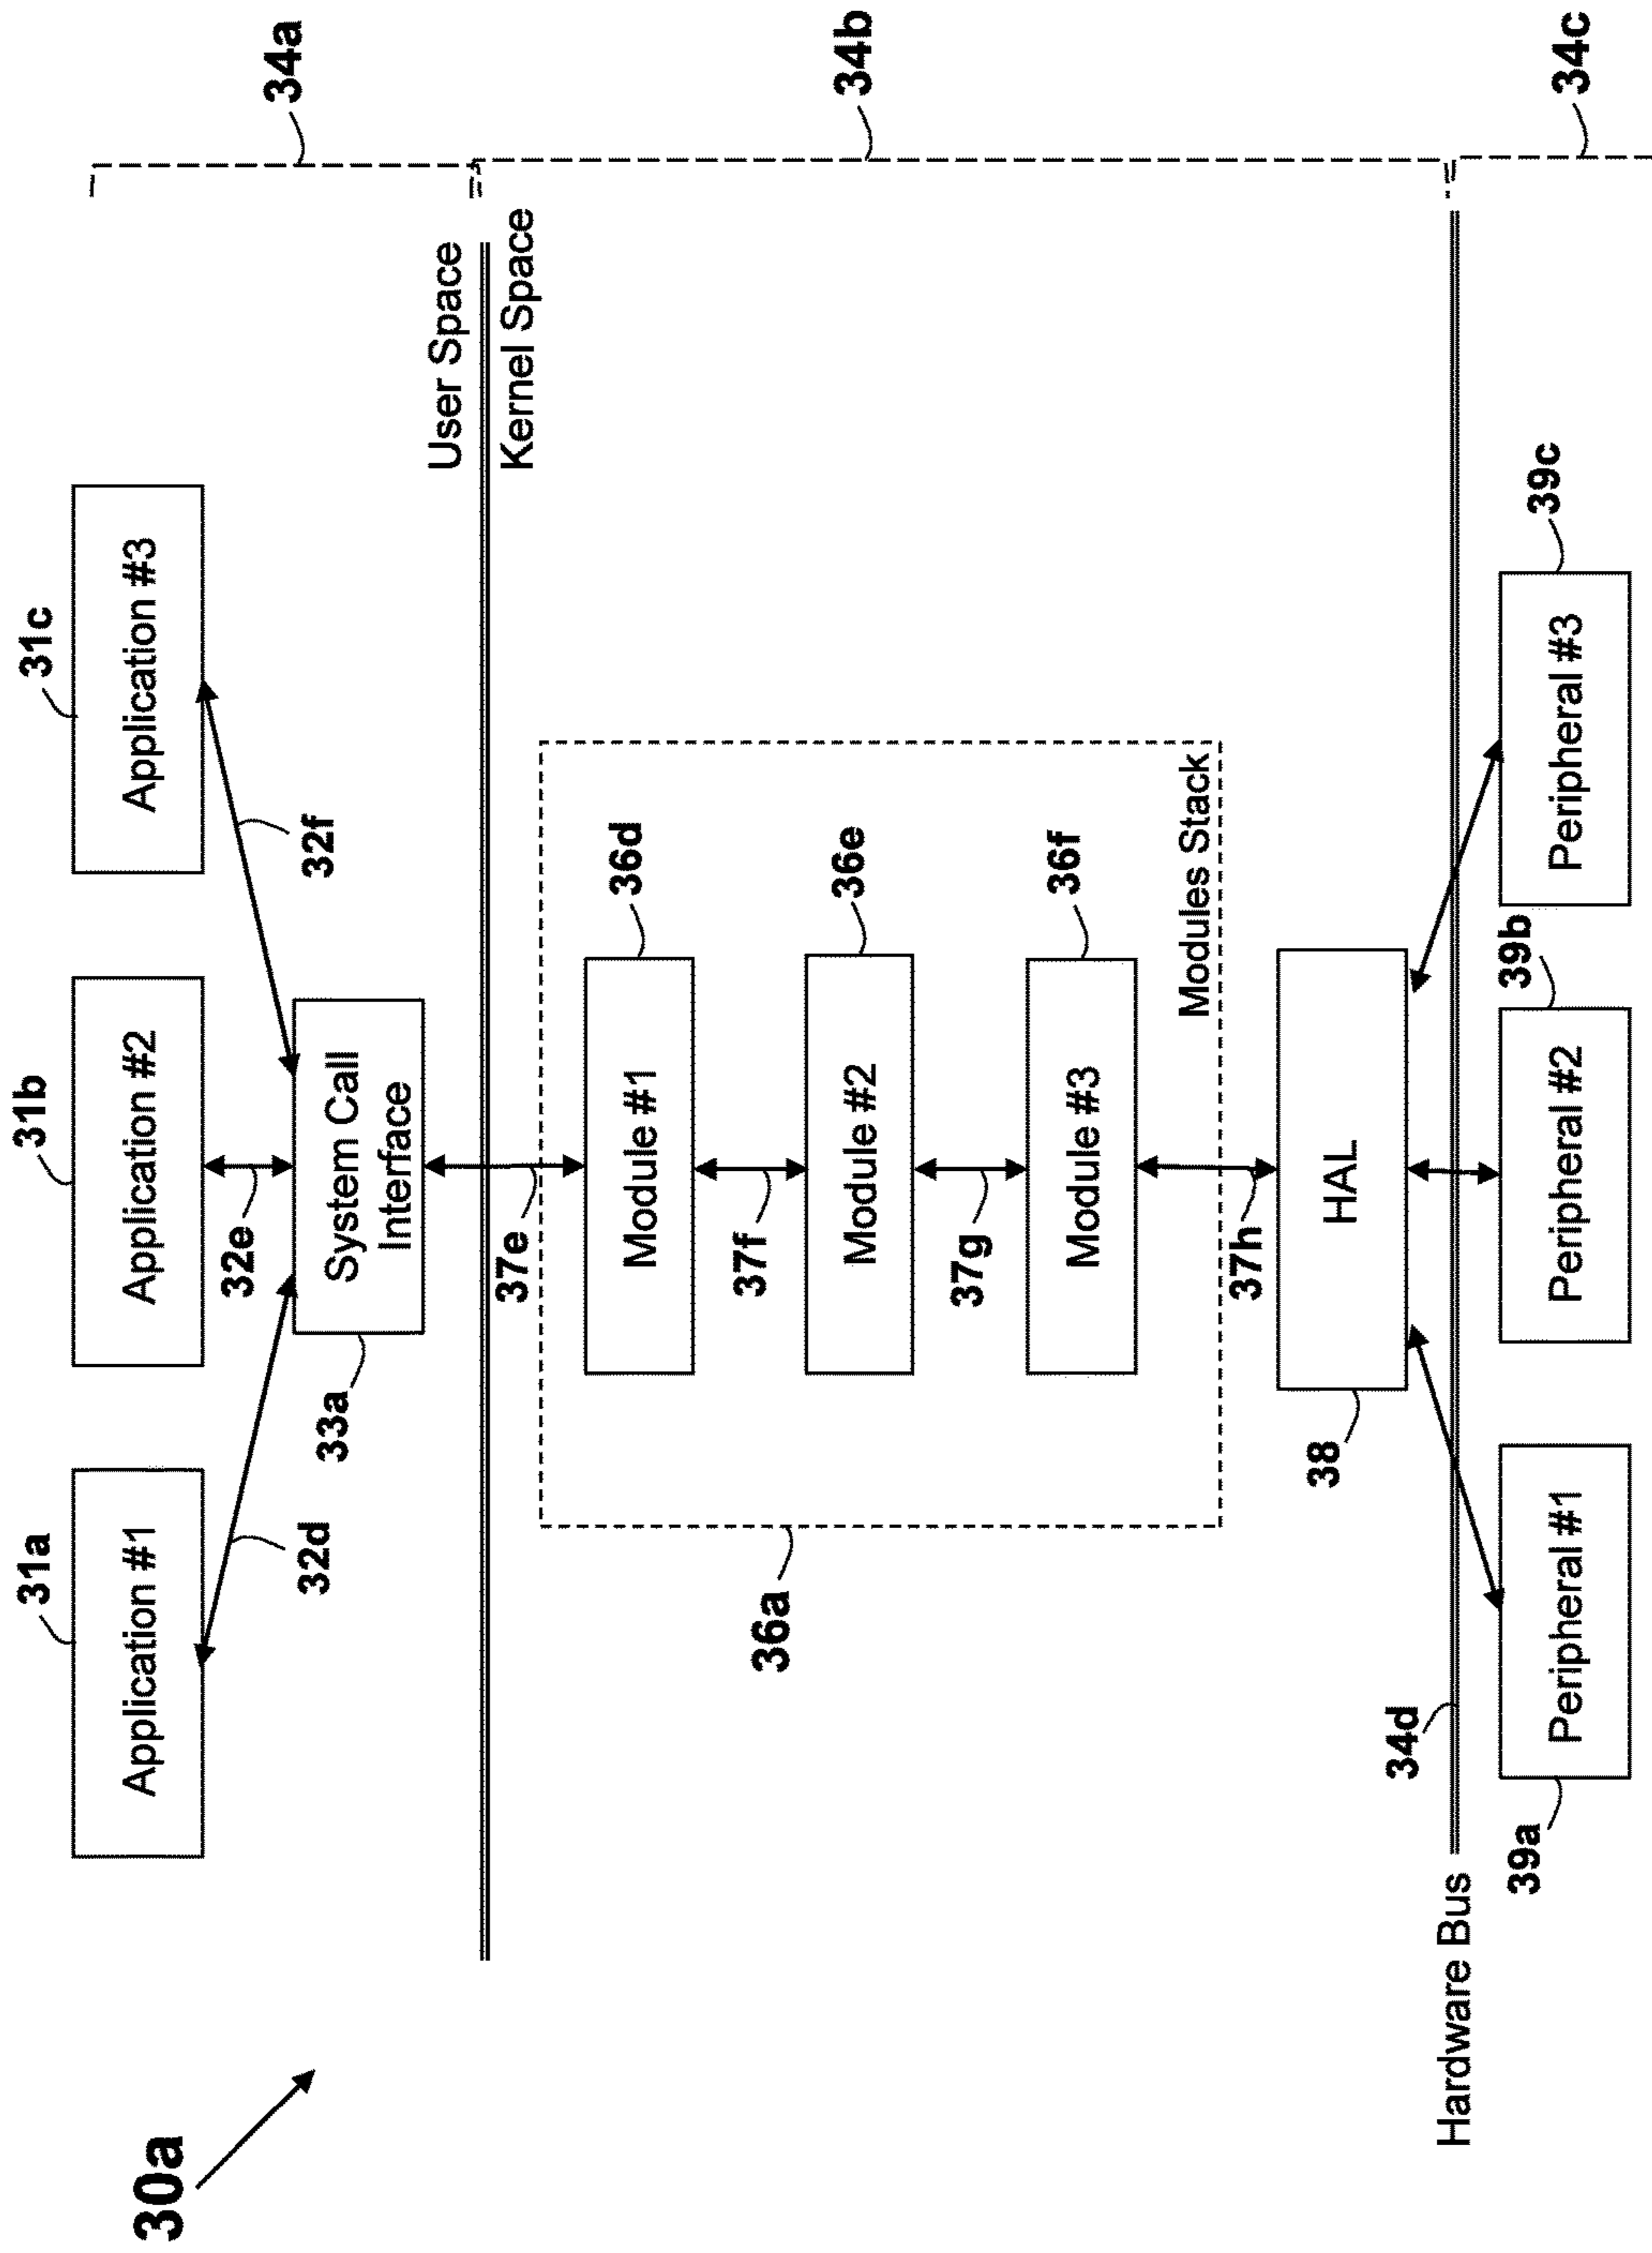 30a
31a
31b
31c
34a
Application #1
Application #2
Application #3
32d
32e
32f
33a
System Call
Interface
User Space
Kernel Space
37e
34b
36a
Module #1
36d
37f
Module #2
36e
37g
Module #3
36f
Modules Stack
37h
38
HAL
34d
Hardware Bus
39a
39b
39c
34c
Peripheral #1
Peripheral #2
Peripheral #3